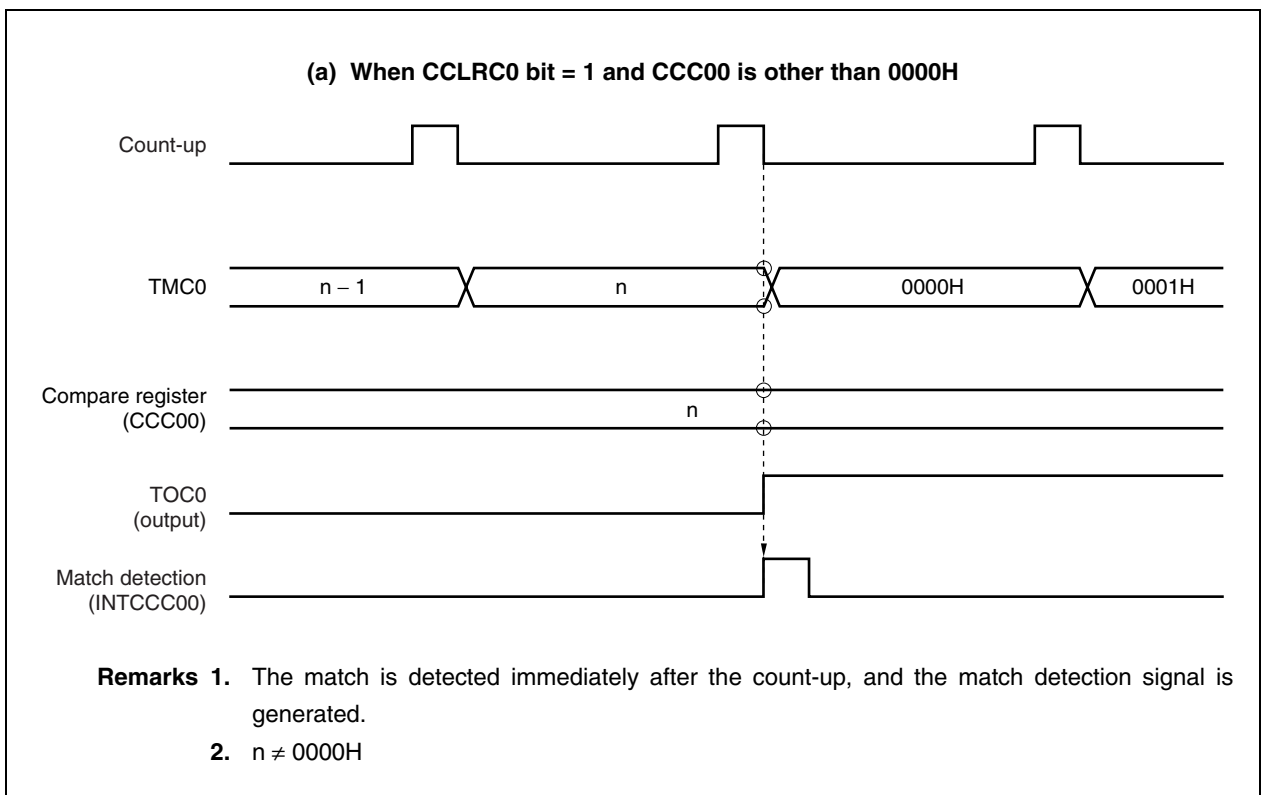 (a) When CCLRC0 bit = 1 and CCC00 is other than 0000H
Count-up
TMC0
n – 1
n
0000H
0001H
Compare register
(CCC00)
n
TOC0
(output)
Match detection
(INTCCC00)
Remarks 1. The match is detected immediately after the count-up, and the match detection signal is
generated.
2. n ≠ 0000H